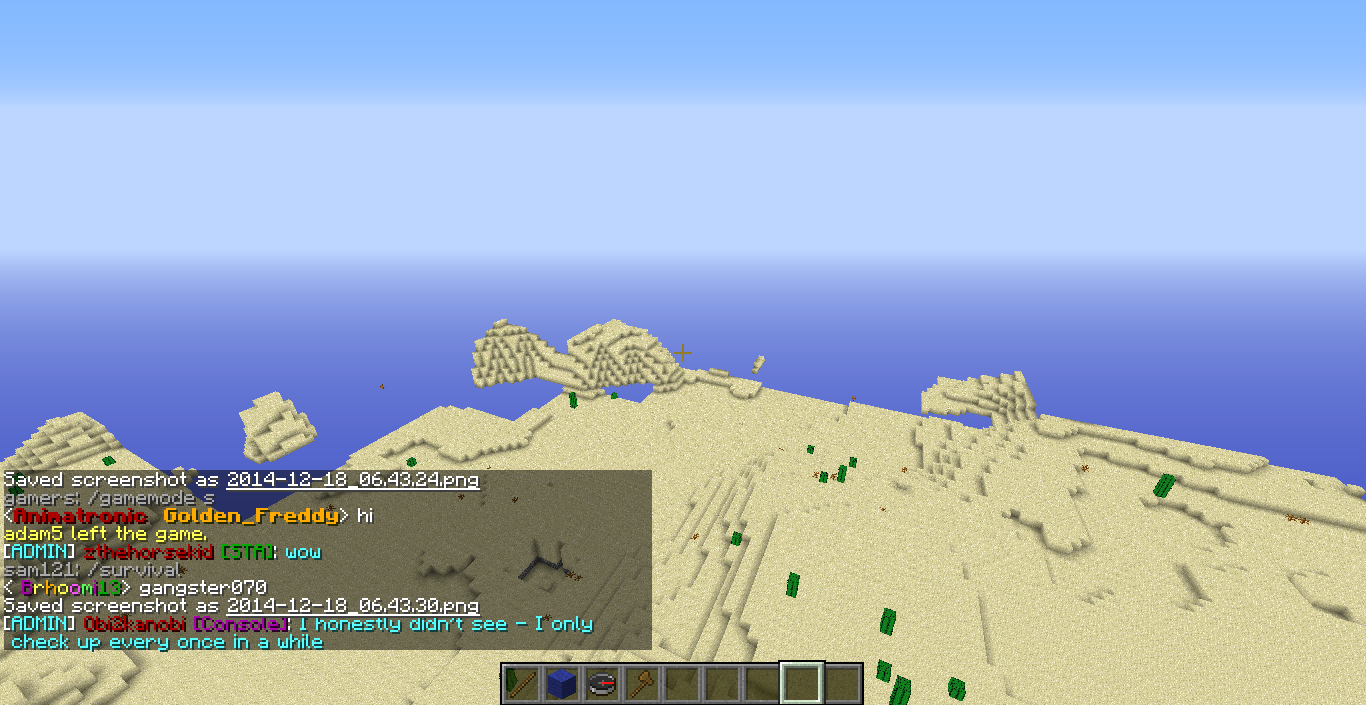 Saved screenshot as 2014-12-18_06.43.24.png
gamers: /gamemode s
<Animatronic Golden_Freddy> hi
adam5 left the game.
[ADMIN] zthehorsekid [STA]: wow
sam121: /survival
< Brhoomi13> gangster070
Saved screenshot as 2014-12-18_06.43.30.png
[ADMIN] Obi2kanobi [Console]: I honestly didn't see - I only
check up every once in a while